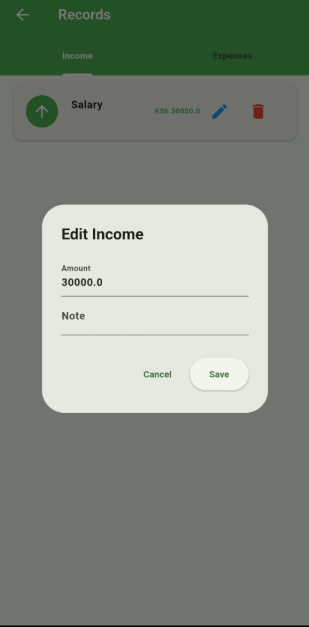 Records
Income Expenses
Salary KSh 30000.0
Edit Income
Amount
30000.0
Note
Cancel Save